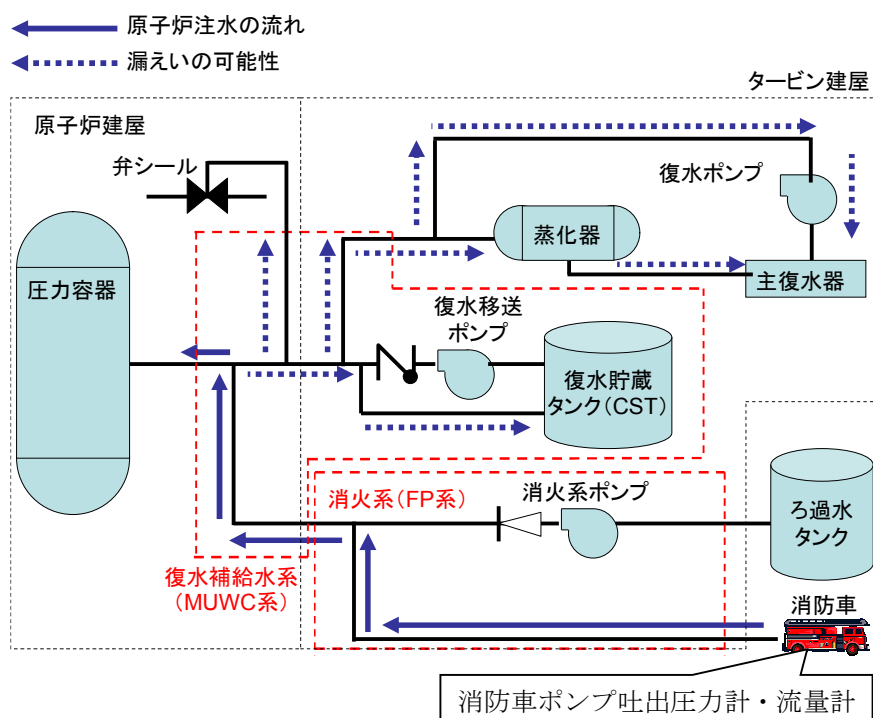 原子炉注水の流れ
漏えいの可能性
タービン建屋
原子炉建屋
弁シール
復水ポンプ
蒸化器
圧力容器
主復水器
復水移送
ポンプ
復水貯蔵
タンク(CST)
消火系(FP系)
消火系ポンプ
ろ過水
タンク
復水補給水系
(MUWC系)
消防車
消防車ポンプ吐出圧力計・流量計